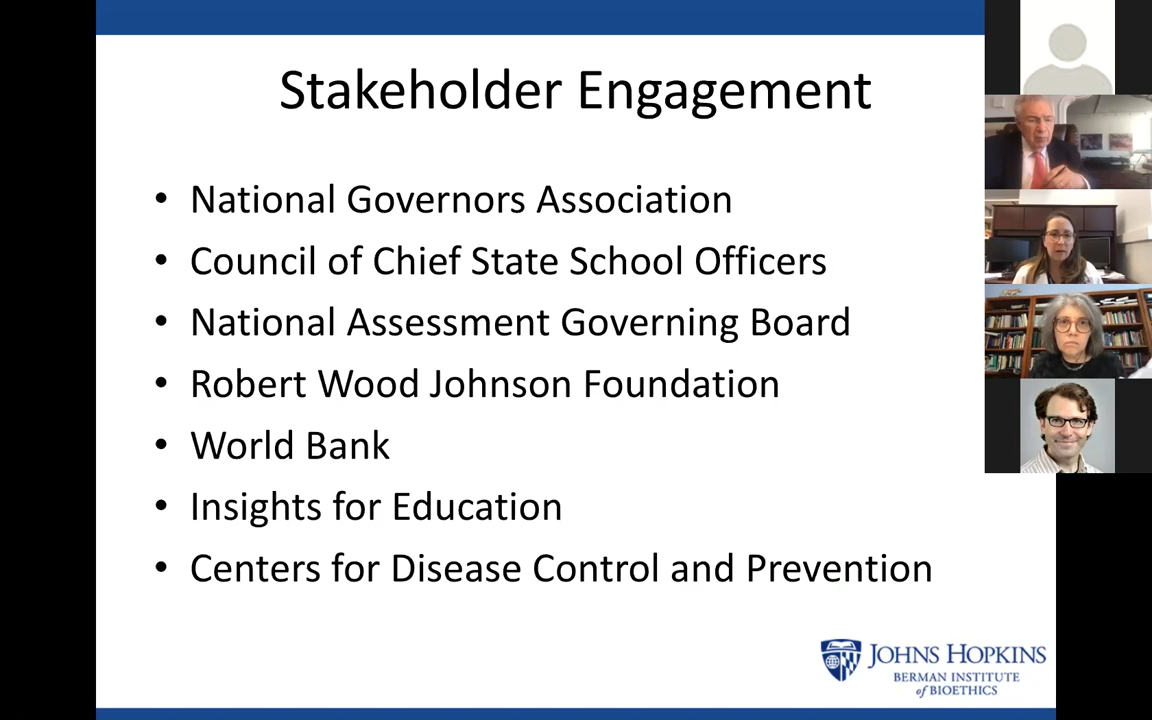 Stakeholder Engagement
• National Governors Association
• Council of Chief State School Officers
• National Assessment Governing Board
• Robert Wood Johnson Foundation
• World Bank
• Insights for Education
• Centers for Disease Control and Prevention
JOHNS HOPKINS
BERMAN INSTITUTE
of BIOETHICS